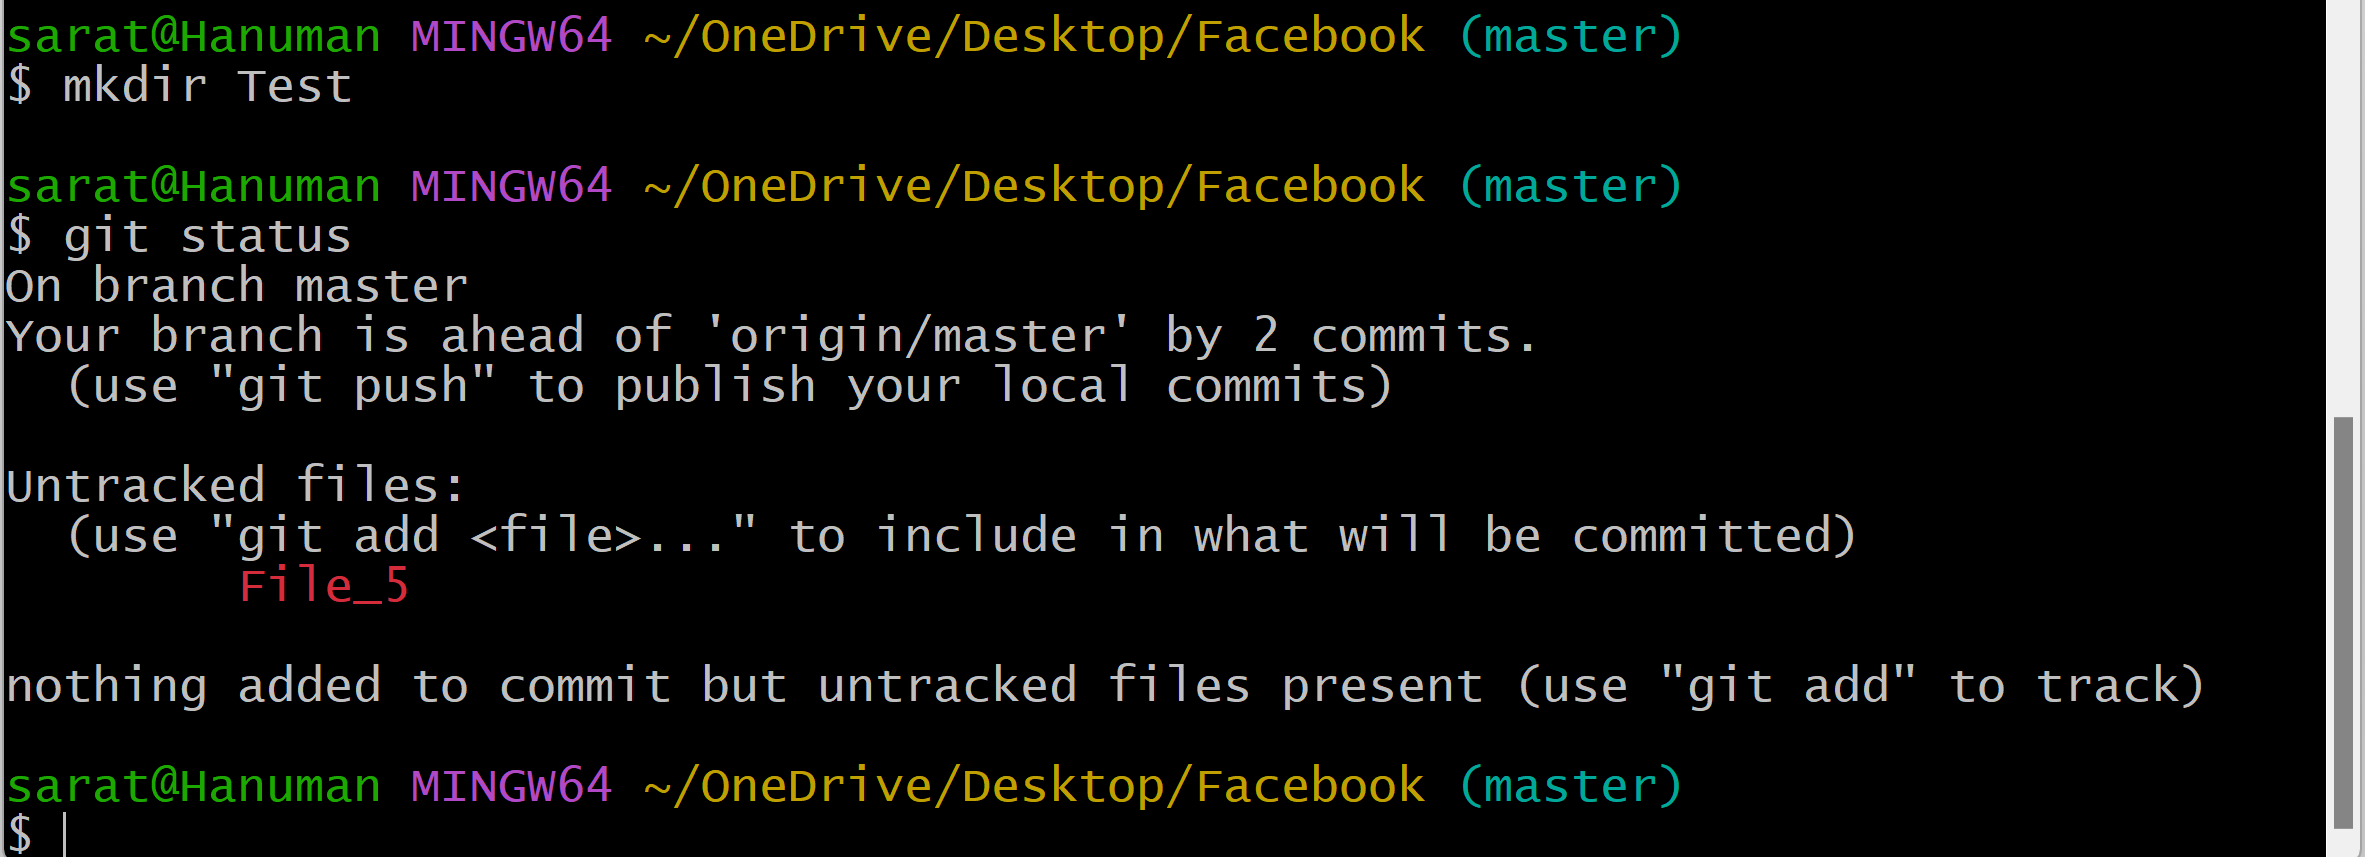 sarat@Hanuman MINGW64 ~/OneDrive/Desktop/Facebook (master)
$ mkdir Test
sarat@Hanuman MINGW64 ~/OneDrive/Desktop/Facebook (master)
$ git status
On branch master
Your branch is ahead of 'origin/master' by 2 commits.
  (use "git push" to publish your local commits)
Untracked files:
  (use "git add <file>..." to include in what will be committed)
        File_5
nothing added to commit but untracked files present (use "git add" to track)
sarat@Hanuman MINGW64 ~/OneDrive/Desktop/Facebook (master)
$